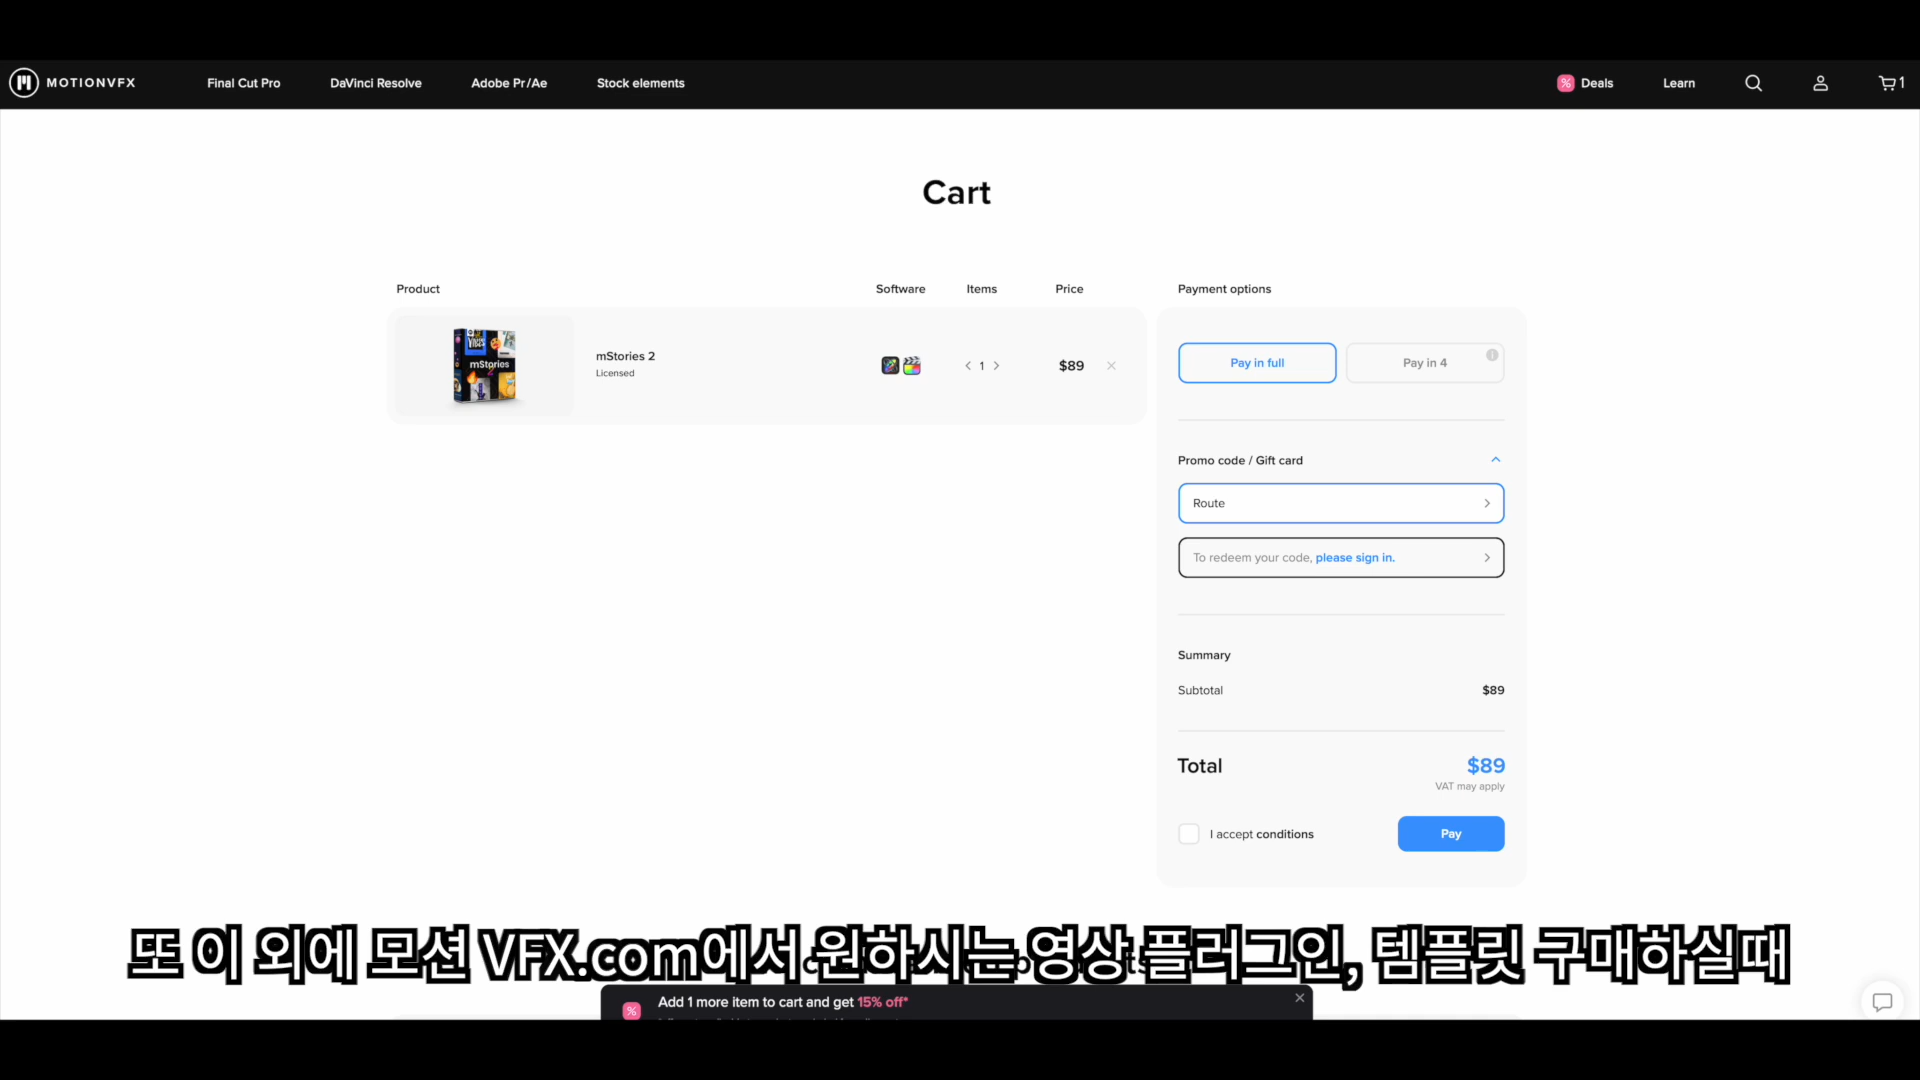 MOTIONVFX
Final Cut Pro
DaVinci Resolve
Adobe Pr/Ae
Stock elements
% Deals
Learn
1
Cart
Product
Software
Items
Price
Payment options
mStories 2
Licensed
mStories
1
$89
Pay in full
Pay in 4
Promo code / Gift card
Route
To redeem your code, please sign in.
Summary
Subtotal
$89
Total
$89
VAT may apply
I accept conditions
Pay
또 이 외에 모션 VFX.com에서 원하시는 영상 플러그인, 템플릿 구매하실때
% Add 1 more item to cart and get 15% off*